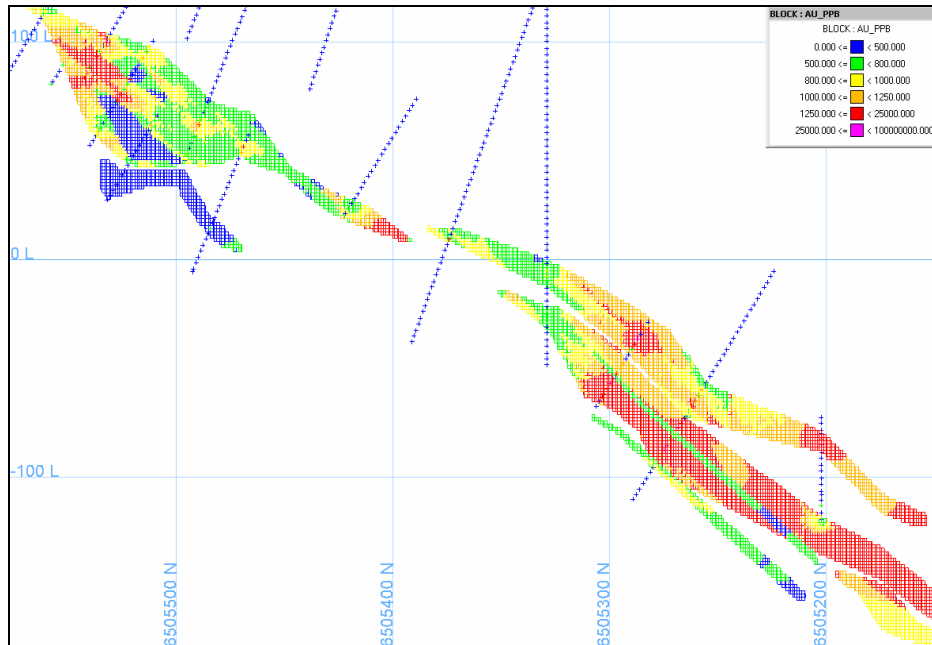 BLOCK : AU_PPB
BLOCK : AU_PPB
0.000 <= < 500.000
500.000 <= < 800.000
800.000 <= < 1000.000
1000.000 <= < 1250.000
1250.000 <= < 25000.000
25000.000 <= < 100000000.000
100 L
0 L
-100 L
6505500 N
6505400 N
6505300 N
6505200 N